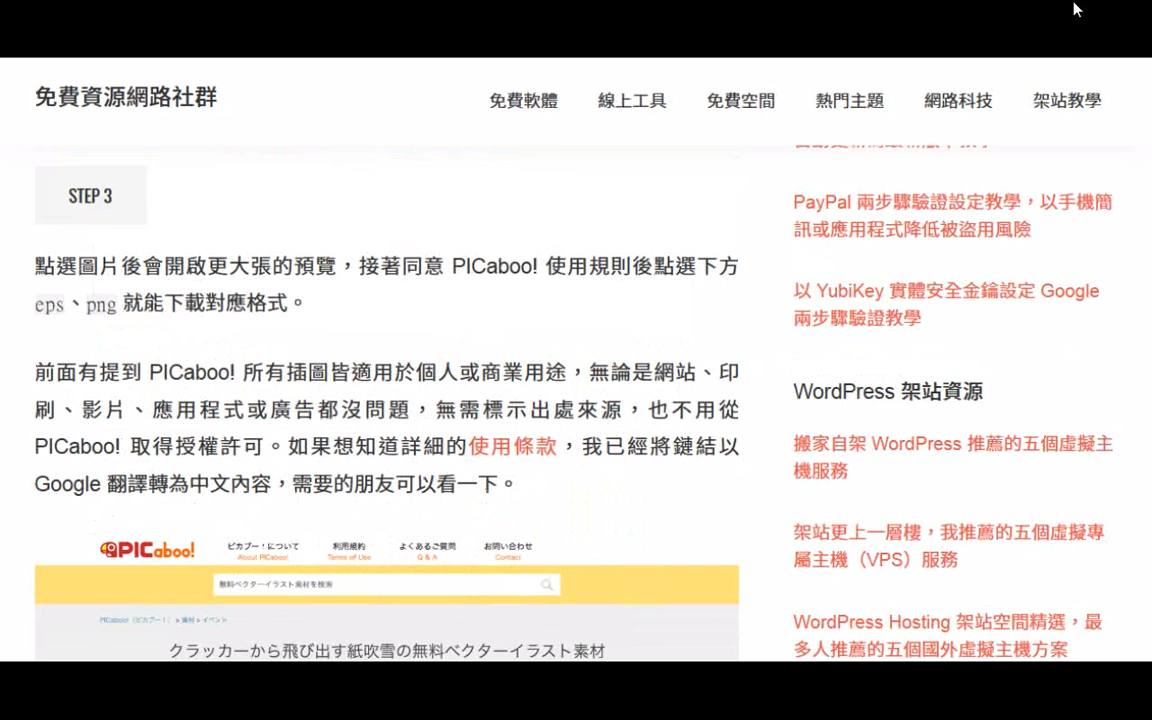 免費資源網路社群
免費軟體 線上工具 免費空間 熱門主題 網路科技 架站教學
STEP 3
點選圖片後會開啟更大張的預覽，接著同意 PICaboo! 使用規則後點選下方
eps、png 就能下載對應格式。
前面有提到 PICaboo! 所有插圖皆適用於個人或商業用途，無論是網站、印
刷、影片、應用程式或廣告都沒問題，無需標示出處來源，也不用從
PICaboo! 取得授權許可。如果想知道詳細的使用條款，我已經將鏈結以
Google 翻譯轉為中文內容，需要的朋友可以看一下。
PICaboo!
ピカブー！について 利用規約 よくあるご質問 お問い合わせ
About PICaboo! Terms of Use Q & A Contact
無料ベクターイラスト素材を検索
PICaboo!（ピカブー！） » 素材 » イベント
クラッカーから飛び出す紙吹雪の無料ベクターイラスト素材
PayPal 兩步驟驗證設定教學，以手機簡
訊或應用程式降低被盜用風險
以 YubiKey 實體安全金鑰設定 Google
兩步驟驗證教學
WordPress 架站資源
搬家自架 WordPress 推薦的五個虛擬主
機服務
架站更上一層樓，我推薦的五個虛擬專
屬主機（VPS）服務
WordPress Hosting 架站空間精選，最
多人推薦的五個國外虛擬主機方案